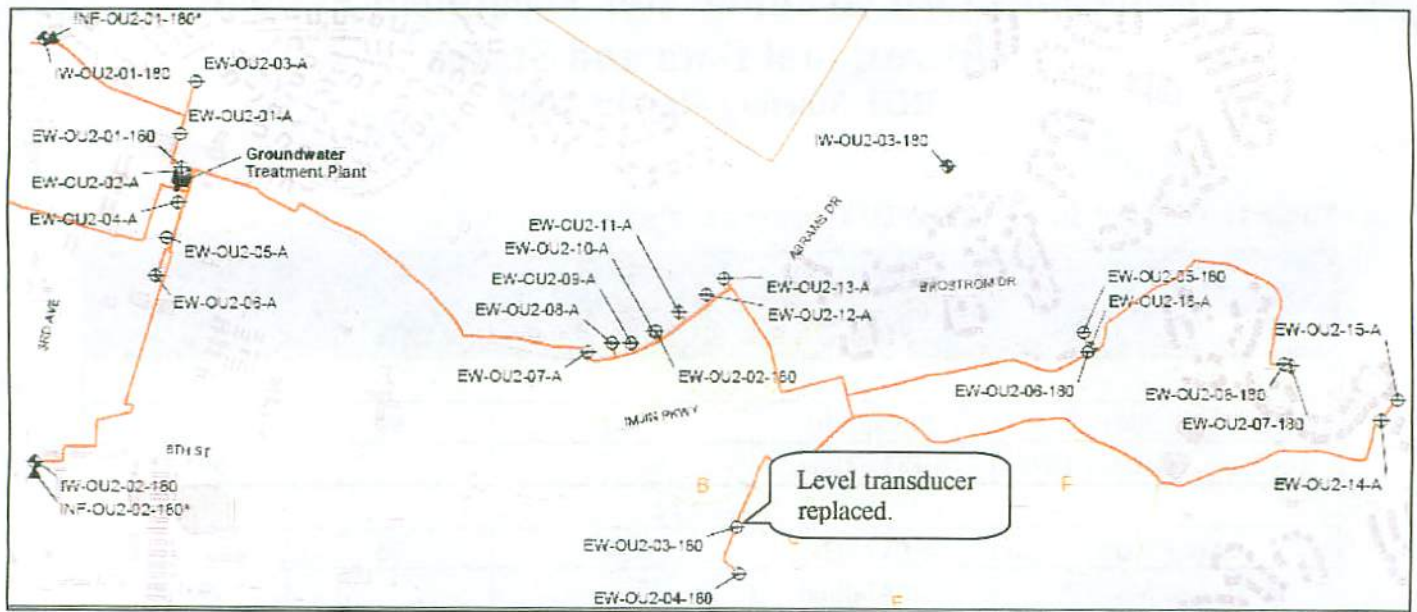 INF-OU2-01-180*
IW-OU2-01-180
EW-OU2-03-A
EW-OU2-01-A
EW-OU2-01-180
Groundwater
Treatment Plant
EW-OU2-02-A
EW-OU2-04-A
EW-OU2-05-A
EW-OU2-06-A
3RD AVE
8TH ST
IW-OU2-02-180
INF-OU2-02-180*
IW-OU2-03-180
ABRAMS DR
BROSTROM DR
EW-OU2-11-A
EW-OU2-10-A
EW-OU2-09-A
EW-OU2-08-A
EW-OU2-07-A
EW-OU2-13-A
EW-OU2-12-A
EW-OU2-02-180
IMJIN PKWY
EW-OU2-05-180
EW-OU2-16-A
EW-OU2-06-180
EW-OU2-15-A
EW-OU2-08-180
EW-OU2-07-180
EW-OU2-14-A
B
F
Level transducer
replaced.
EW-OU2-03-180
EW-OU2-04-180